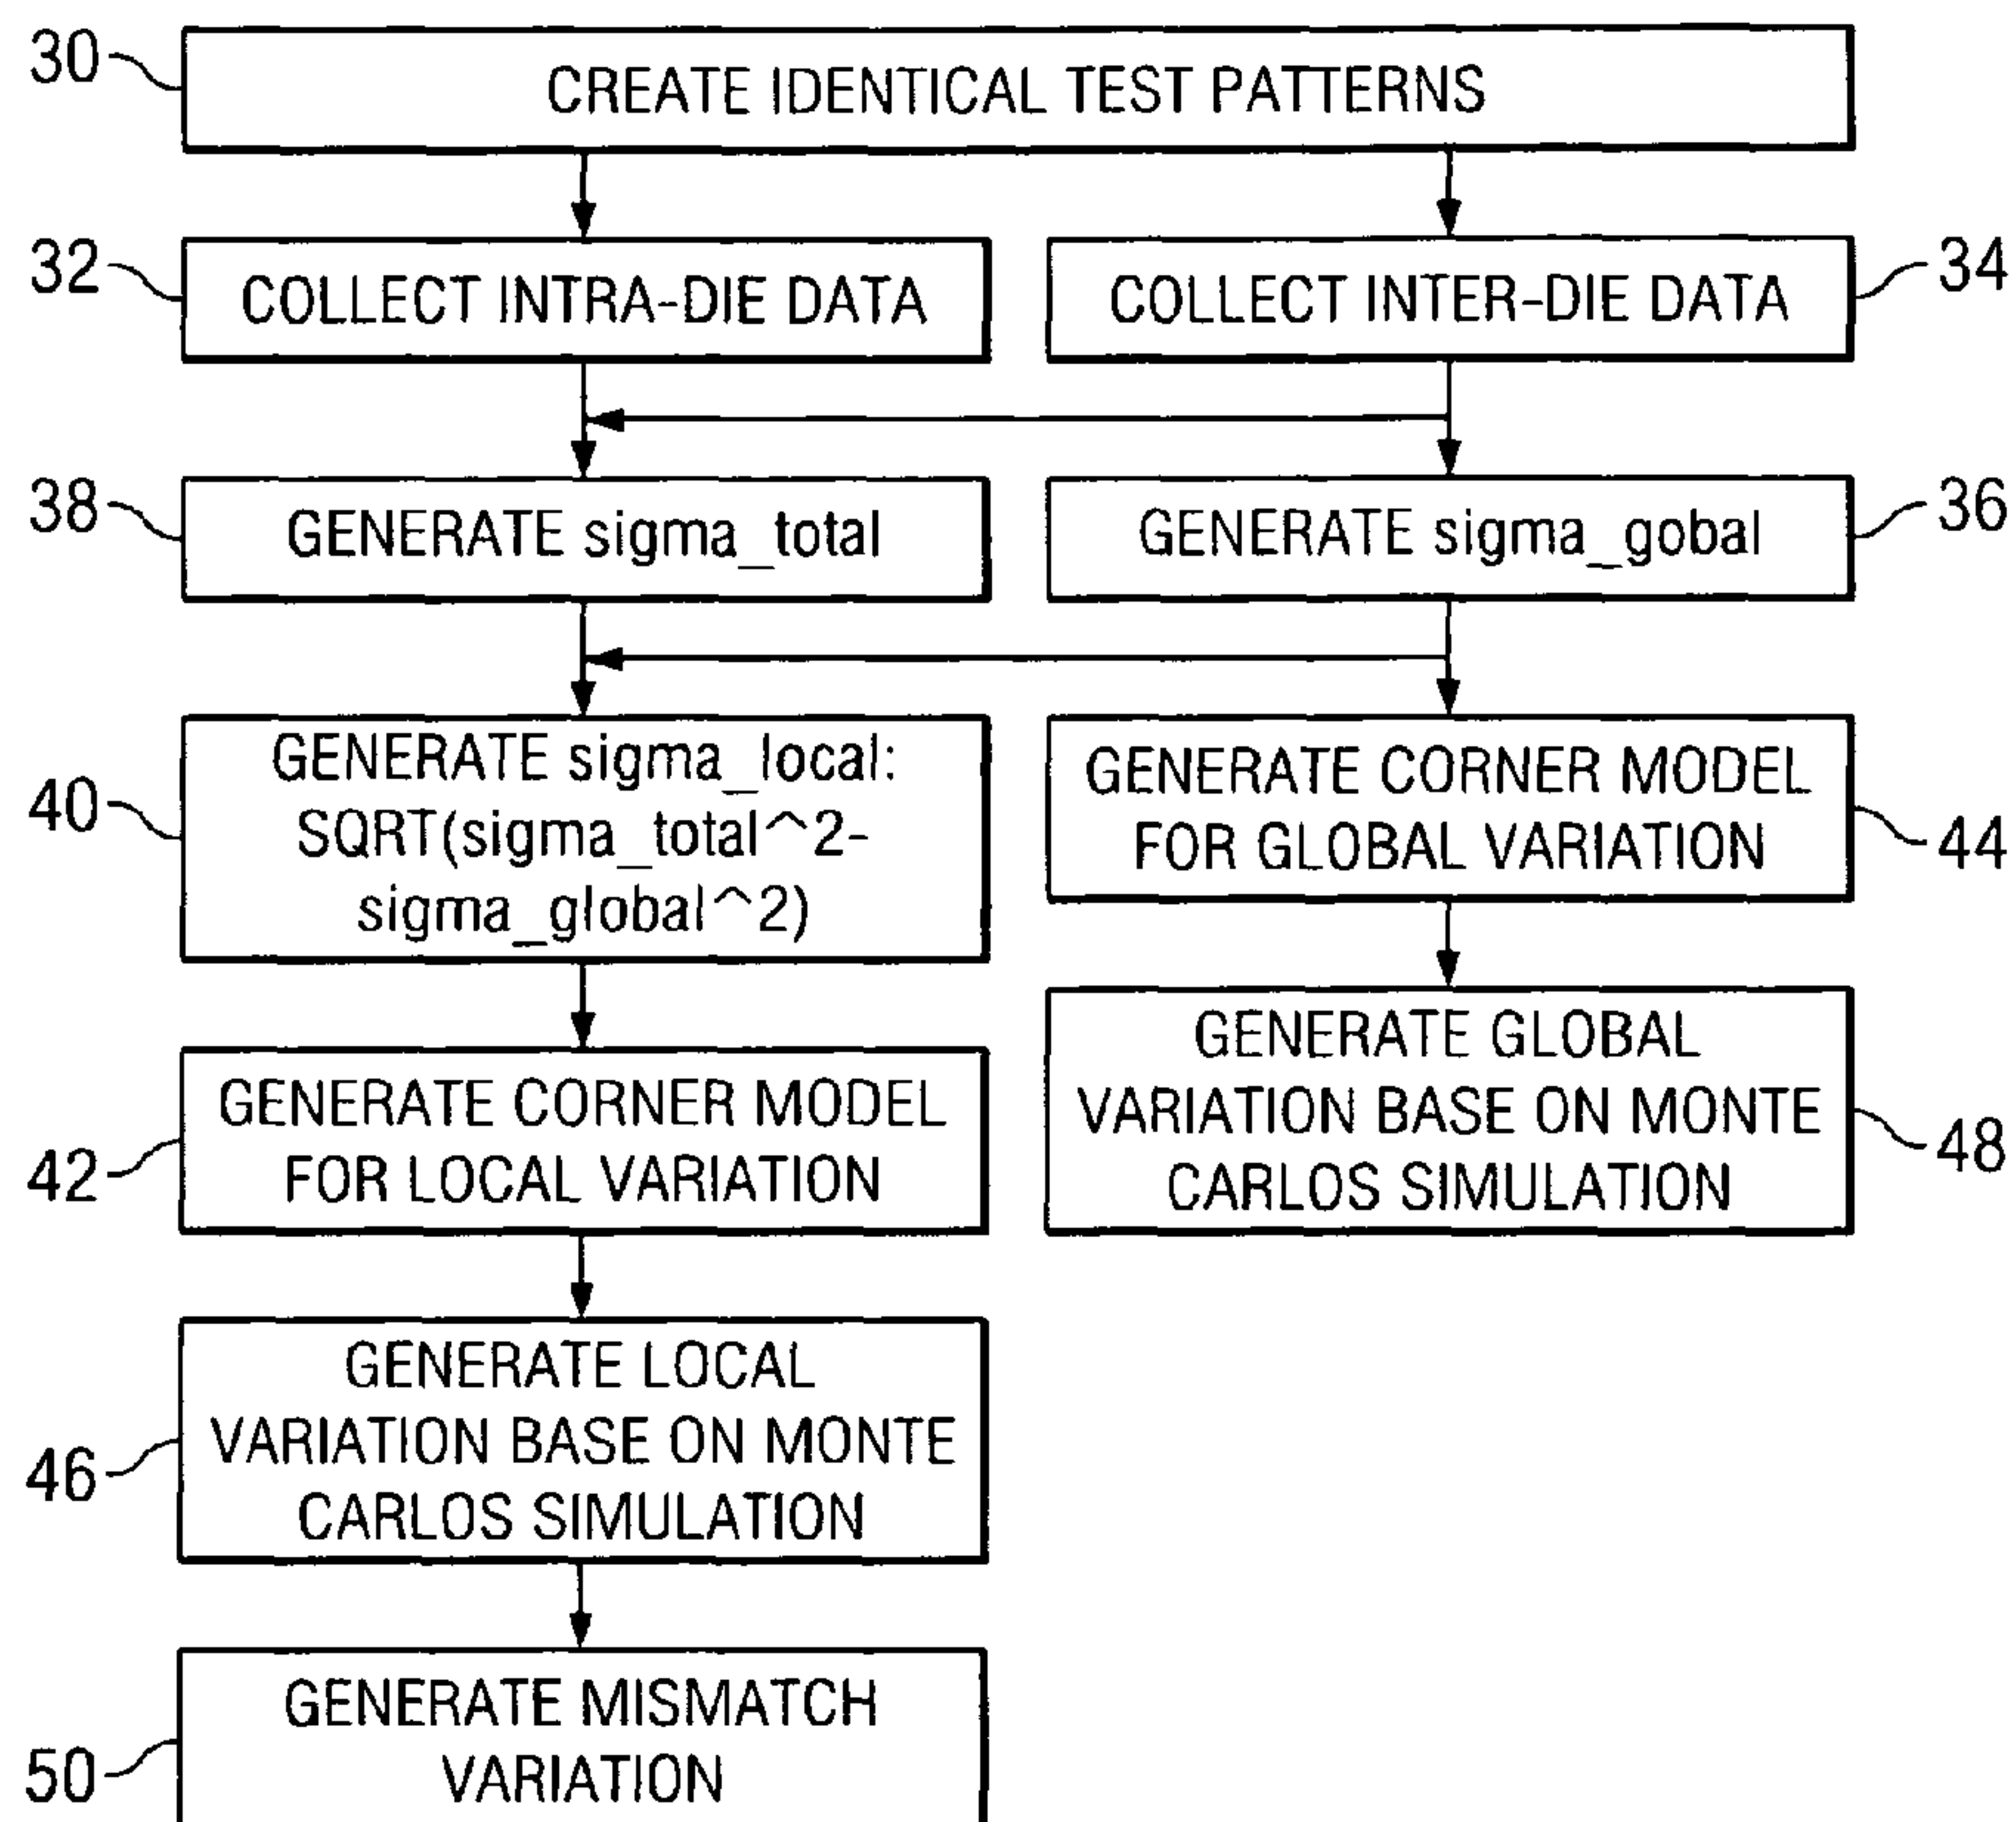 30
CREATE IDENTICAL TEST PATTERNS
32
COLLECT INTRA-DIE DATA
COLLECT INTER-DIE DATA
34
38
GENERATE sigma_total
GENERATE sigma_gobal
36
40
GENERATE sigma_local:
SQRT(sigma_total^2-
sigma_global^2)
GENERATE CORNER MODEL
FOR GLOBAL VARIATION
44
42
GENERATE CORNER MODEL
FOR LOCAL VARIATION
GENERATE GLOBAL
VARIATION BASE ON MONTE
CARLOS SIMULATION
48
46
GENERATE LOCAL
VARIATION BASE ON MONTE
CARLOS SIMULATION
50
GENERATE MISMATCH
VARIATION